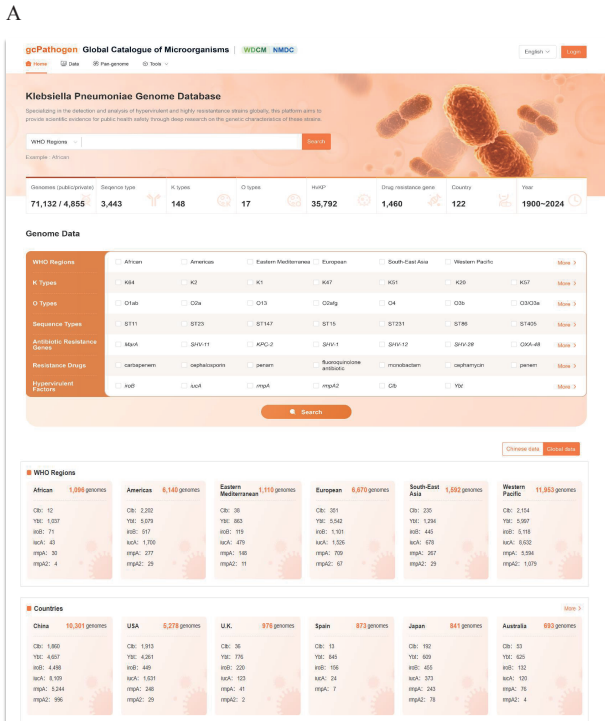 A
gcPathogen Global Catalogue of Microorganisms WDCM NMDC English Login
Home Data Pan-genome Tools
Klebsiella Pneumoniae Genome Database
Specializing in the detection and analysis of hypervirulent and highly resistantance strains globally, this platform aims to
provide scientific evidence for public health safety through deep research on the genetic characteristics of these strains.
WHO Regions Search
Example: African
Genomes (public/private) Seqence type K types O types HvKP Drug resistance gene Country Year
71,132 / 4,855 3,443 148 17 35,792 1,460 122 1900~2024
Genome Data
WHO Regions African Americas Eastern Mediterranea European South-East Asia Western Pacific More >
K Types K64 K2 K1 K47 K51 K20 K57 More >
O Types O1ab O2a O13 O2afg O4 O3b O3/O3a More >
Sequence Types ST11 ST23 ST147 ST15 ST231 ST86 ST405 More >
Antibiotic Resistance
Genes MarA SHV-11 KPC-2 SHV-1 SHV-12 SHV-28 OXA-48 More >
Resistance Drugs carbapenem cephalosporin penam fluoroquinolone
antibiotic monobactam cephamycin penem More >
Hypervirulent
Factors iroB iucA rmpA rmpA2 Clb Ybt More >
Search
Chinese data Global data
WHO Regions
African 1,096 genomes Americas 6,140 genomes Eastern
Mediterranean 1,110 genomes European 6,670 genomes South-East
Asia 1,592 genomes Western
Pacific 11,953 genomes
Clb: 12 Clb: 2,202 Clb: 36 Clb: 351 Clb: 235 Clb: 2,154
Ybt: 1,037 Ybt: 5,079 Ybt: 863 Ybt: 5,542 Ybt: 1,294 Ybt: 5,997
iroB: 71 iroB: 517 iroB: 119 iroB: 1,101 iroB: 445 iroB: 5,118
iucA: 43 iucA: 1,700 iucA: 479 iucA: 1,526 iucA: 678 iucA: 8,632
rmpA: 30 rmpA: 277 rmpA: 148 rmpA: 709 rmpA: 267 rmpA: 5,594
rmpA2: 4 rmpA2: 29 rmpA2: 11 rmpA2: 67 rmpA2: 29 rmpA2: 1,079
Countries More >
China 10,301 genomes USA 5,278 genomes U.K. 976 genomes Spain 873 genomes Japan 841 genomes Australia 693 genomes
Clb: 1,860 Clb: 1,913 Clb: 36 Clb: 13 Clb: 192 Clb: 53
Ybt: 4,657 Ybt: 4,261 Ybt: 776 Ybt: 845 Ybt: 609 Ybt: 625
iroB: 4,498 iroB: 449 iroB: 220 iroB: 156 iroB: 455 iroB: 132
iucA: 8,109 iucA: 1,631 iucA: 123 iucA: 24 iucA: 373 iucA: 120
rmpA: 5,244 rmpA: 248 rmpA: 41 rmpA: 7 rmpA: 243 rmpA: 76
rmpA2: 996 rmpA2: 29 rmpA2: 2 rmpA2: 78 rmpA2: 4